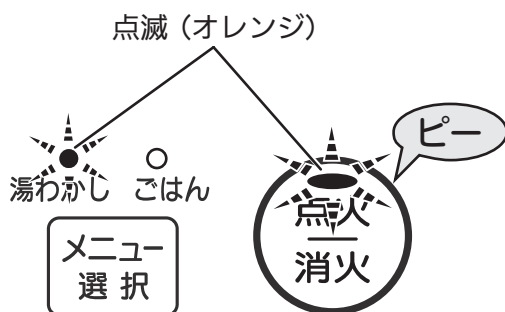 点滅（オレンジ）
ピー
湯わかし ごはん
メニュー
選択
点火
消火